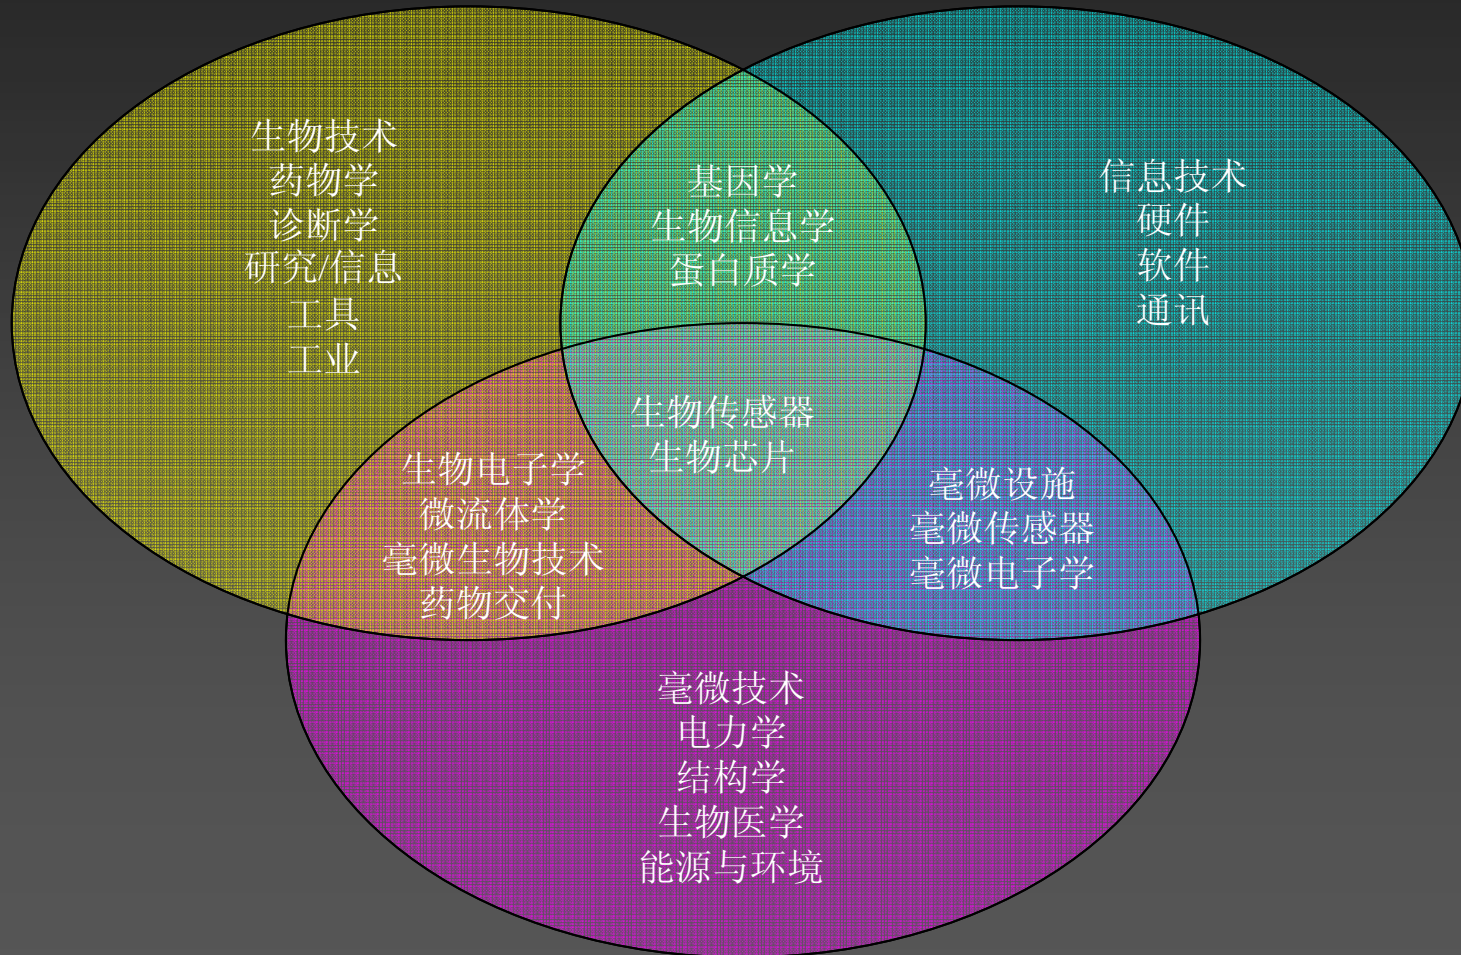 生物技术
药物学
诊断学
研究/信息
工具
工业
基因学
生物信息学
蛋白质学
信息技术
硬件
软件
通讯
生物传感器
生物芯片
生物电子学
微流体学
毫微生物技术
药物交付
毫微设施
毫微传感器
毫微电子学
毫微技术
电力学
结构学
生物医学
能源与环境